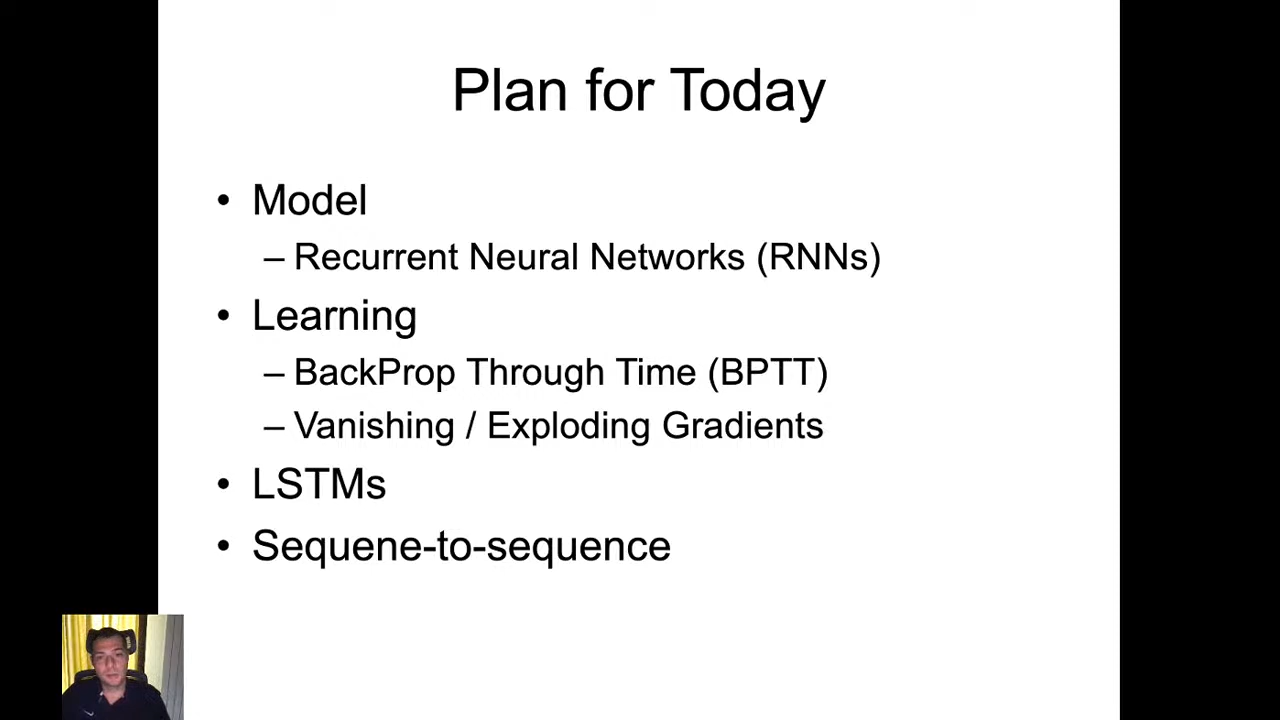 Plan for Today
• Model
– Recurrent Neural Networks (RNNs)
• Learning
– BackProp Through Time (BPTT)
– Vanishing / Exploding Gradients
• LSTMs
• Sequene-to-sequence